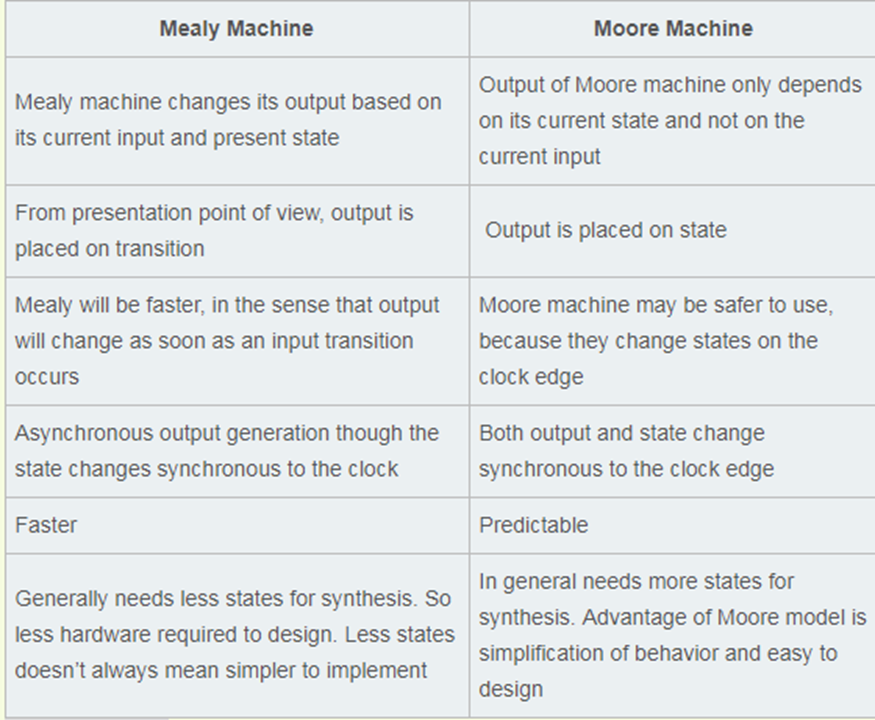 Mealy Machine
Moore Machine
Mealy machine changes its output based on
its current input and present state
Output of Moore machine only depends
on its current state and not on the
current input
From presentation point of view, output is
placed on transition
Output is placed on state
Mealy will be faster, in the sense that output
will change as soon as an input transition
occurs
Moore machine may be safer to use,
because they change states on the
clock edge
Asynchronous output generation though the
state changes synchronous to the clock
Both output and state change
synchronous to the clock edge
Faster
Predictable
Generally needs less states for synthesis. So
less hardware required to design. Less states
doesn’t always mean simpler to implement
In general needs more states for
synthesis. Advantage of Moore model is
simplification of behavior and easy to
design